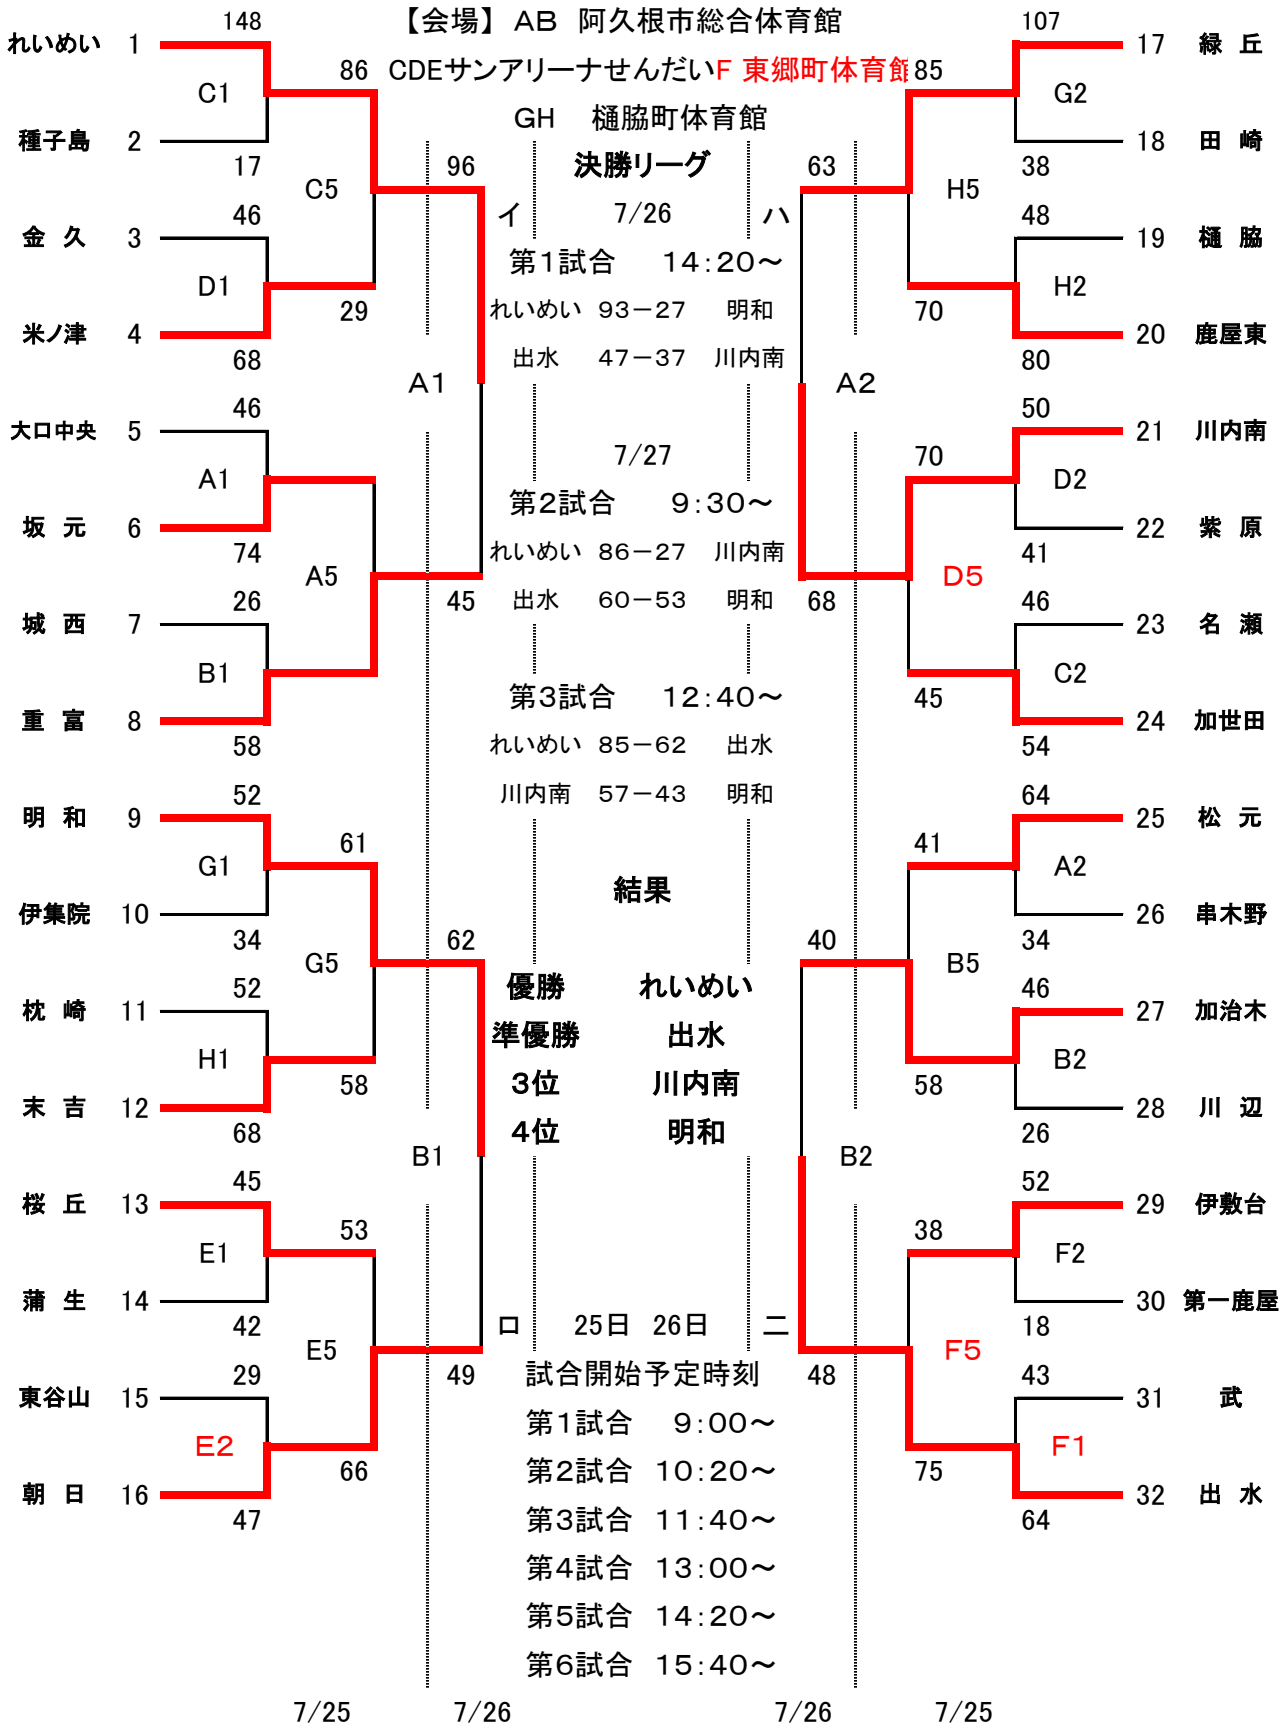 【会場】 AB 阿久根市総合体育館
CDEサンアリーナせんだいF 東郷町体育館
GH 樋脇町体育館
決勝リーグ
イ 7/26 ハ
第1試合 14:20～
れいめい 93－27 明和
出水 47－37 川内南
7/27
第2試合 9:30～
れいめい 86－27 川内南
出水 60－53 明和
第3試合 12:40～
れいめい 85－62 出水
川内南 57－43 明和
結果
優勝 れいめい
準優勝 出水
3位 川内南
4位 明和
ロ 25日 26日 ニ
試合開始予定時刻
第1試合 9:00～
第2試合 10:20～
第3試合 11:40～
第4試合 13:00～
第5試合 14:20～
第6試合 15:40～
148
れいめい 1
C1
86
種子島 2
17
C5
96
46
金 久 3
D1
29
米ノ津 4
68
A1
46
大口中央 5
A1
坂 元 6
74
A5
45
26
城 西 7
B1
重 富 8
58
52
明 和 9
61
G1
伊集院 10
34
G5
62
52
枕 崎 11
H1
58
末 吉 12
68
B1
45
桜 丘 13
53
E1
蒲 生 14
42
E5
49
29
東谷山 15
E2
66
朝 日 16
47
107
17 緑 丘
85
G2
18 田 崎
38
63
H5
48
19 樋 脇
H2
70
20 鹿屋東
80
A2
50
21 川内南
70
D2
22 紫 原
41
D5
68
46
23 名 瀬
C2
45
24 加世田
54
64
25 松 元
41
A2
26 串木野
34
40
B5
46
27 加治木
B2
58
28 川 辺
26
B2
52
29 伊敷台
38
F2
30 第一鹿屋
18
F5
48
43
31 武
F1
75
32 出 水
64
7/25 7/26 7/26 7/25